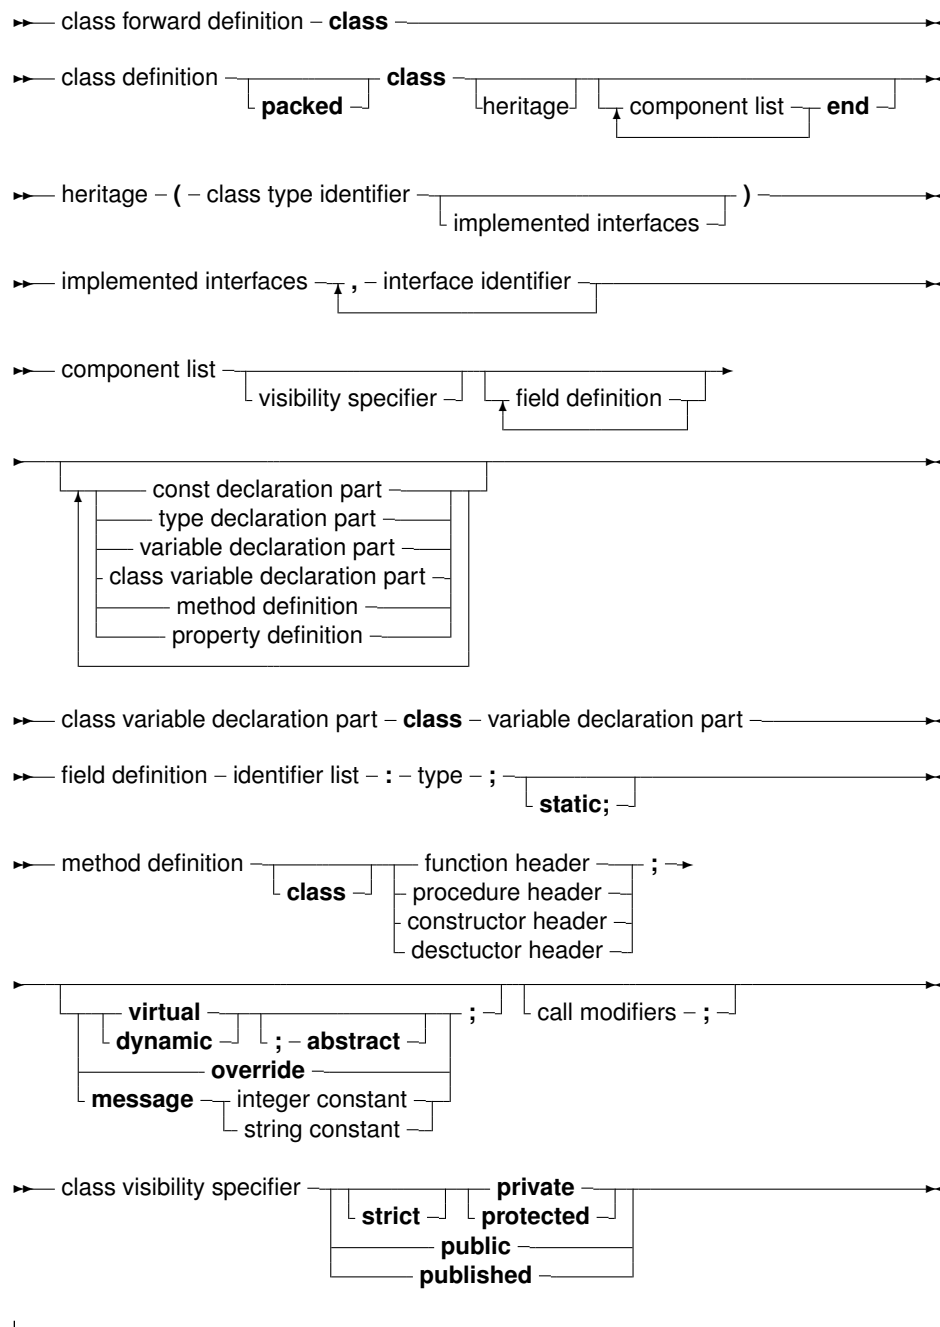 class forward definition – class
class definition class
packed heritage component list end
heritage – ( – class type identifier )
implemented interfaces
implemented interfaces , – interface identifier
component list
visibility specifier field definition
const declaration part
type declaration part
variable declaration part
class variable declaration part
method definition
property definition
class variable declaration part – class – variable declaration part
field definition – identifier list – : – type – ;
static;
method definition function header ;
class procedure header
constructor header
desctuctor header
virtual ; call modifiers – ;
dynamic ; – abstract
override
message integer constant
string constant
class visibility specifier private
strict protected
public
published